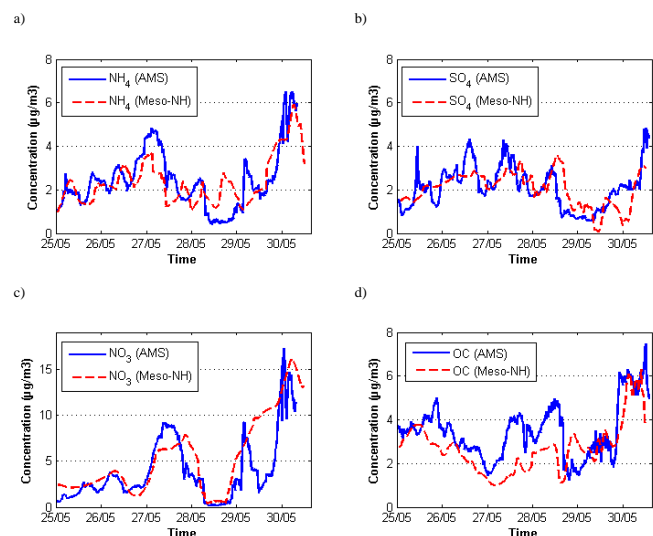 a)
NH4 (AMS)
NH4 (Meso-NH)
Concentration (µg/m3)
8
6
4
2
0
25/05 26/05 27/05 28/05 29/05 30/05
Time
b)
SO4 (AMS)
SO4 (Meso-NH)
Concentration (µg/m3)
8
6
4
2
0
25/05 26/05 27/05 28/05 29/05 30/05
Time
c)
NO3 (AMS)
NO3 (Meso-NH)
Concentration (µg/m3)
15
10
5
0
25/05 26/05 27/05 28/05 29/05 30/05
Time
d)
OC (AMS)
OC (Meso-NH)
Concentration (µg/m3)
8
6
4
2
0
25/05 26/05 27/05 28/05 29/05 30/05
Time